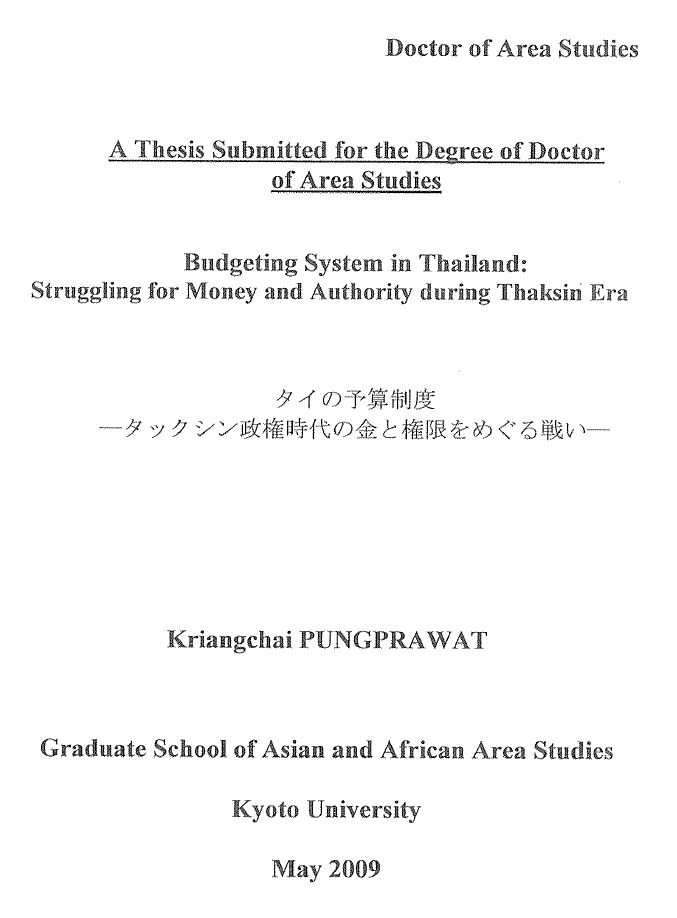 Doctor of Area Studies
A Thesis Submitted for the Degree of Doctor
of Area Studies
Budgeting System in Thailand:
Struggling for Money and Authority during Thaksin Era
タイの予算制度
―タックシン政権時代の金と権限をめぐる戦い―
Kriangchai PUNGPRAWAT
Graduate School of Asian and African Area Studies
Kyoto University
May 2009